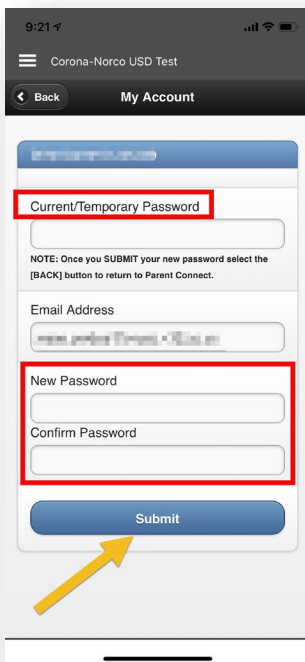 9:21
Corona-Norco USD Test
Back
My Account
Current/Temporary Password
NOTE: Once you SUBMIT your new password select the
[BACK] button to return to Parent Connect.
Email Address
New Password
Confirm Password
Submit